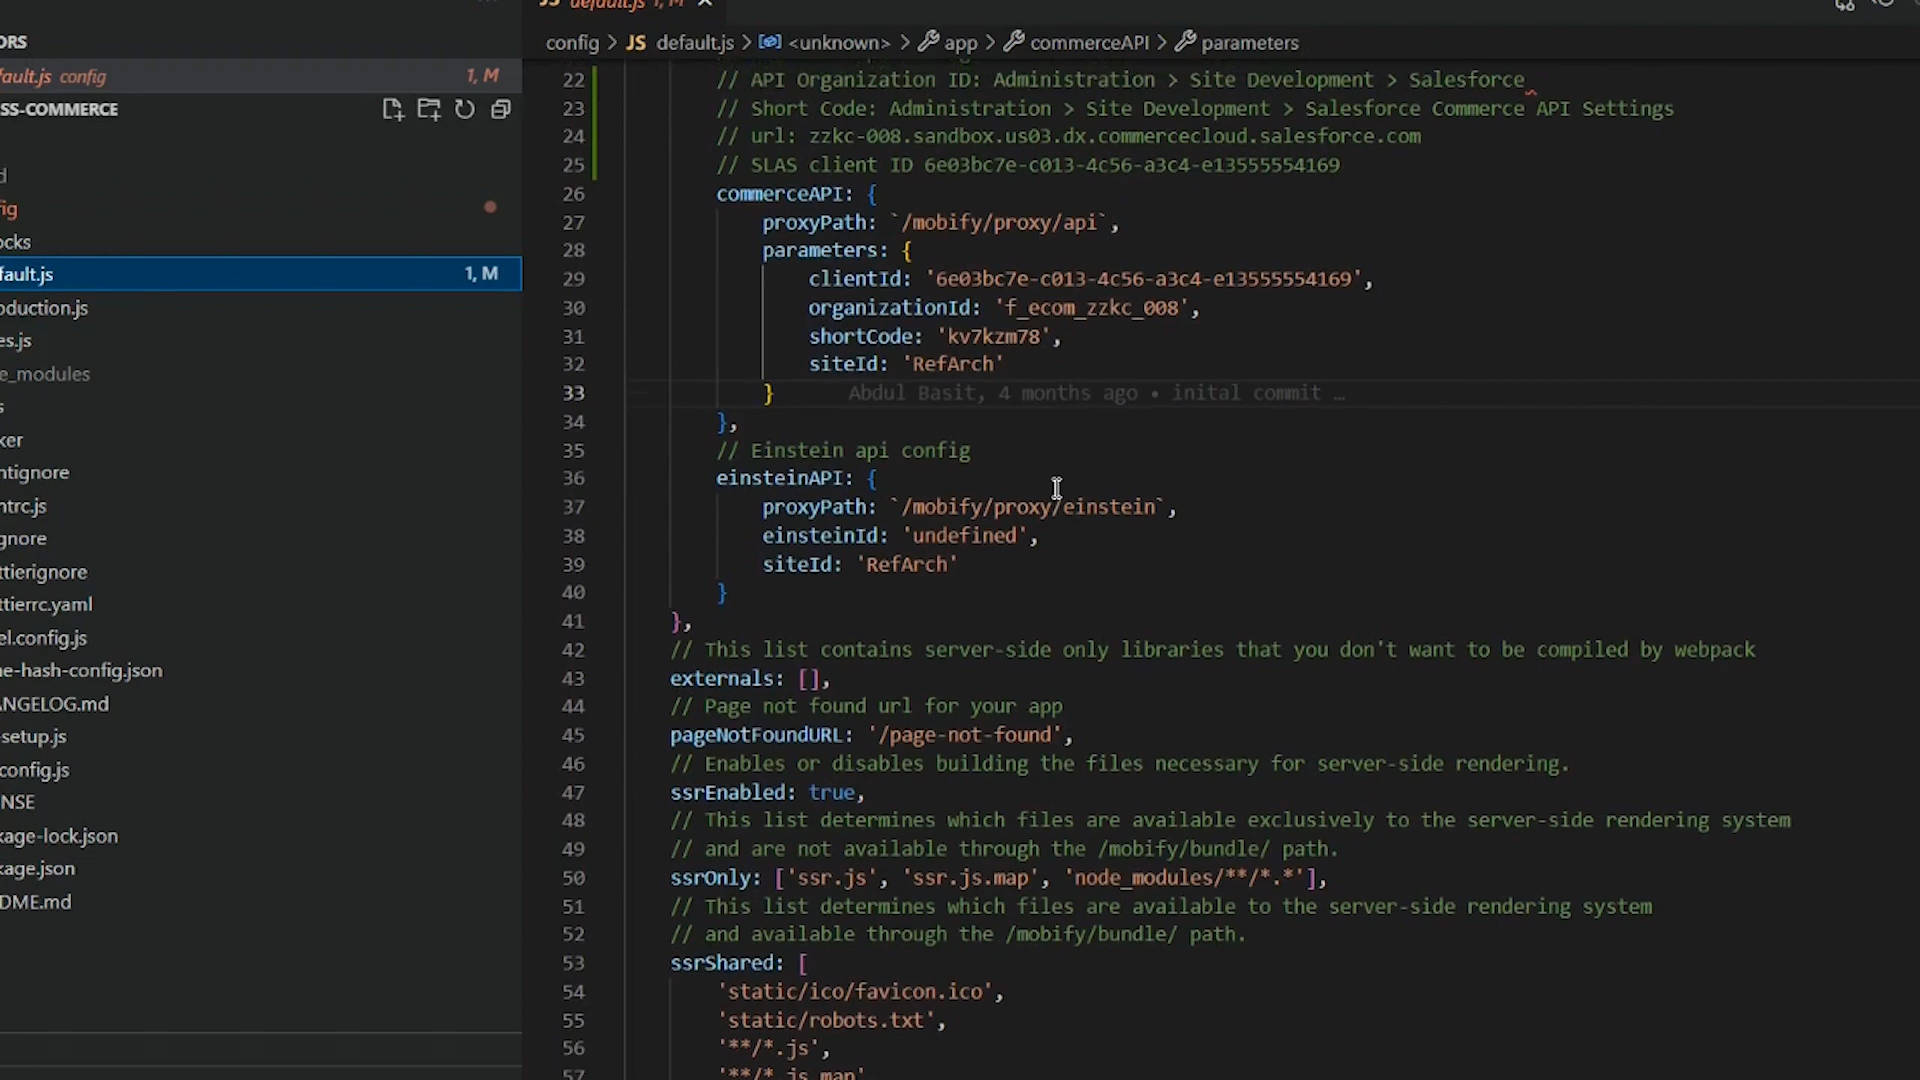 default.js 1, M
ORS
fault.js config 1, M
SS-COMMERCE
d
ig
ocks
fault.js 1, M
oduction.js
es.js
e_modules
s
ker
ntignore
ntrc.js
gnore
ttierignore
ttierrc.yaml
el.config.js
he-hash-config.json
ANGELOG.md
-setup.js
config.js
NSE
kage-lock.json
kage.json
DME.md
config > JS default.js > <unknown> > app > commerceAPI > parameters
22 // API Organization ID: Administration > Site Development > Salesforce
23 // Short Code: Administration > Site Development > Salesforce Commerce API Settings
24 // url: zzkc-008.sandbox.us03.dx.commercecloud.salesforce.com
25 // SLAS client ID 6e03bc7e-c013-4c56-a3c4-e13555554169
26 commerceAPI: {
27 proxyPath: `/mobify/proxy/api`,
28 parameters: {
29 clientId: '6e03bc7e-c013-4c56-a3c4-e13555554169',
30 organizationId: 'f_ecom_zzkc_008',
31 shortCode: 'kv7kzm78',
32 siteId: 'RefArch'
33 } Abdul Basit, 4 months ago • inital commit …
34 },
35 // Einstein api config
36 einsteinAPI: {
37 proxyPath: `/mobify/proxy/einstein`,
38 einsteinId: 'undefined',
39 siteId: 'RefArch'
40 }
41 },
42 // This list contains server-side only libraries that you don't want to be compiled by webpack
43 externals: [],
44 // Page not found url for your app
45 pageNotFoundURL: '/page-not-found',
46 // Enables or disables building the files necessary for server-side rendering.
47 ssrEnabled: true,
48 // This list determines which files are available exclusively to the server-side rendering system
49 // and are not available through the /mobify/bundle/ path.
50 ssrOnly: ['ssr.js', 'ssr.js.map', 'node_modules/**/*.*'],
51 // This list determines which files are available to the server-side rendering system
52 // and available through the /mobify/bundle/ path.
53 ssrShared: [
54 'static/ico/favicon.ico',
55 'static/robots.txt',
56 '**/*.js',
57 '**/*.js.map'